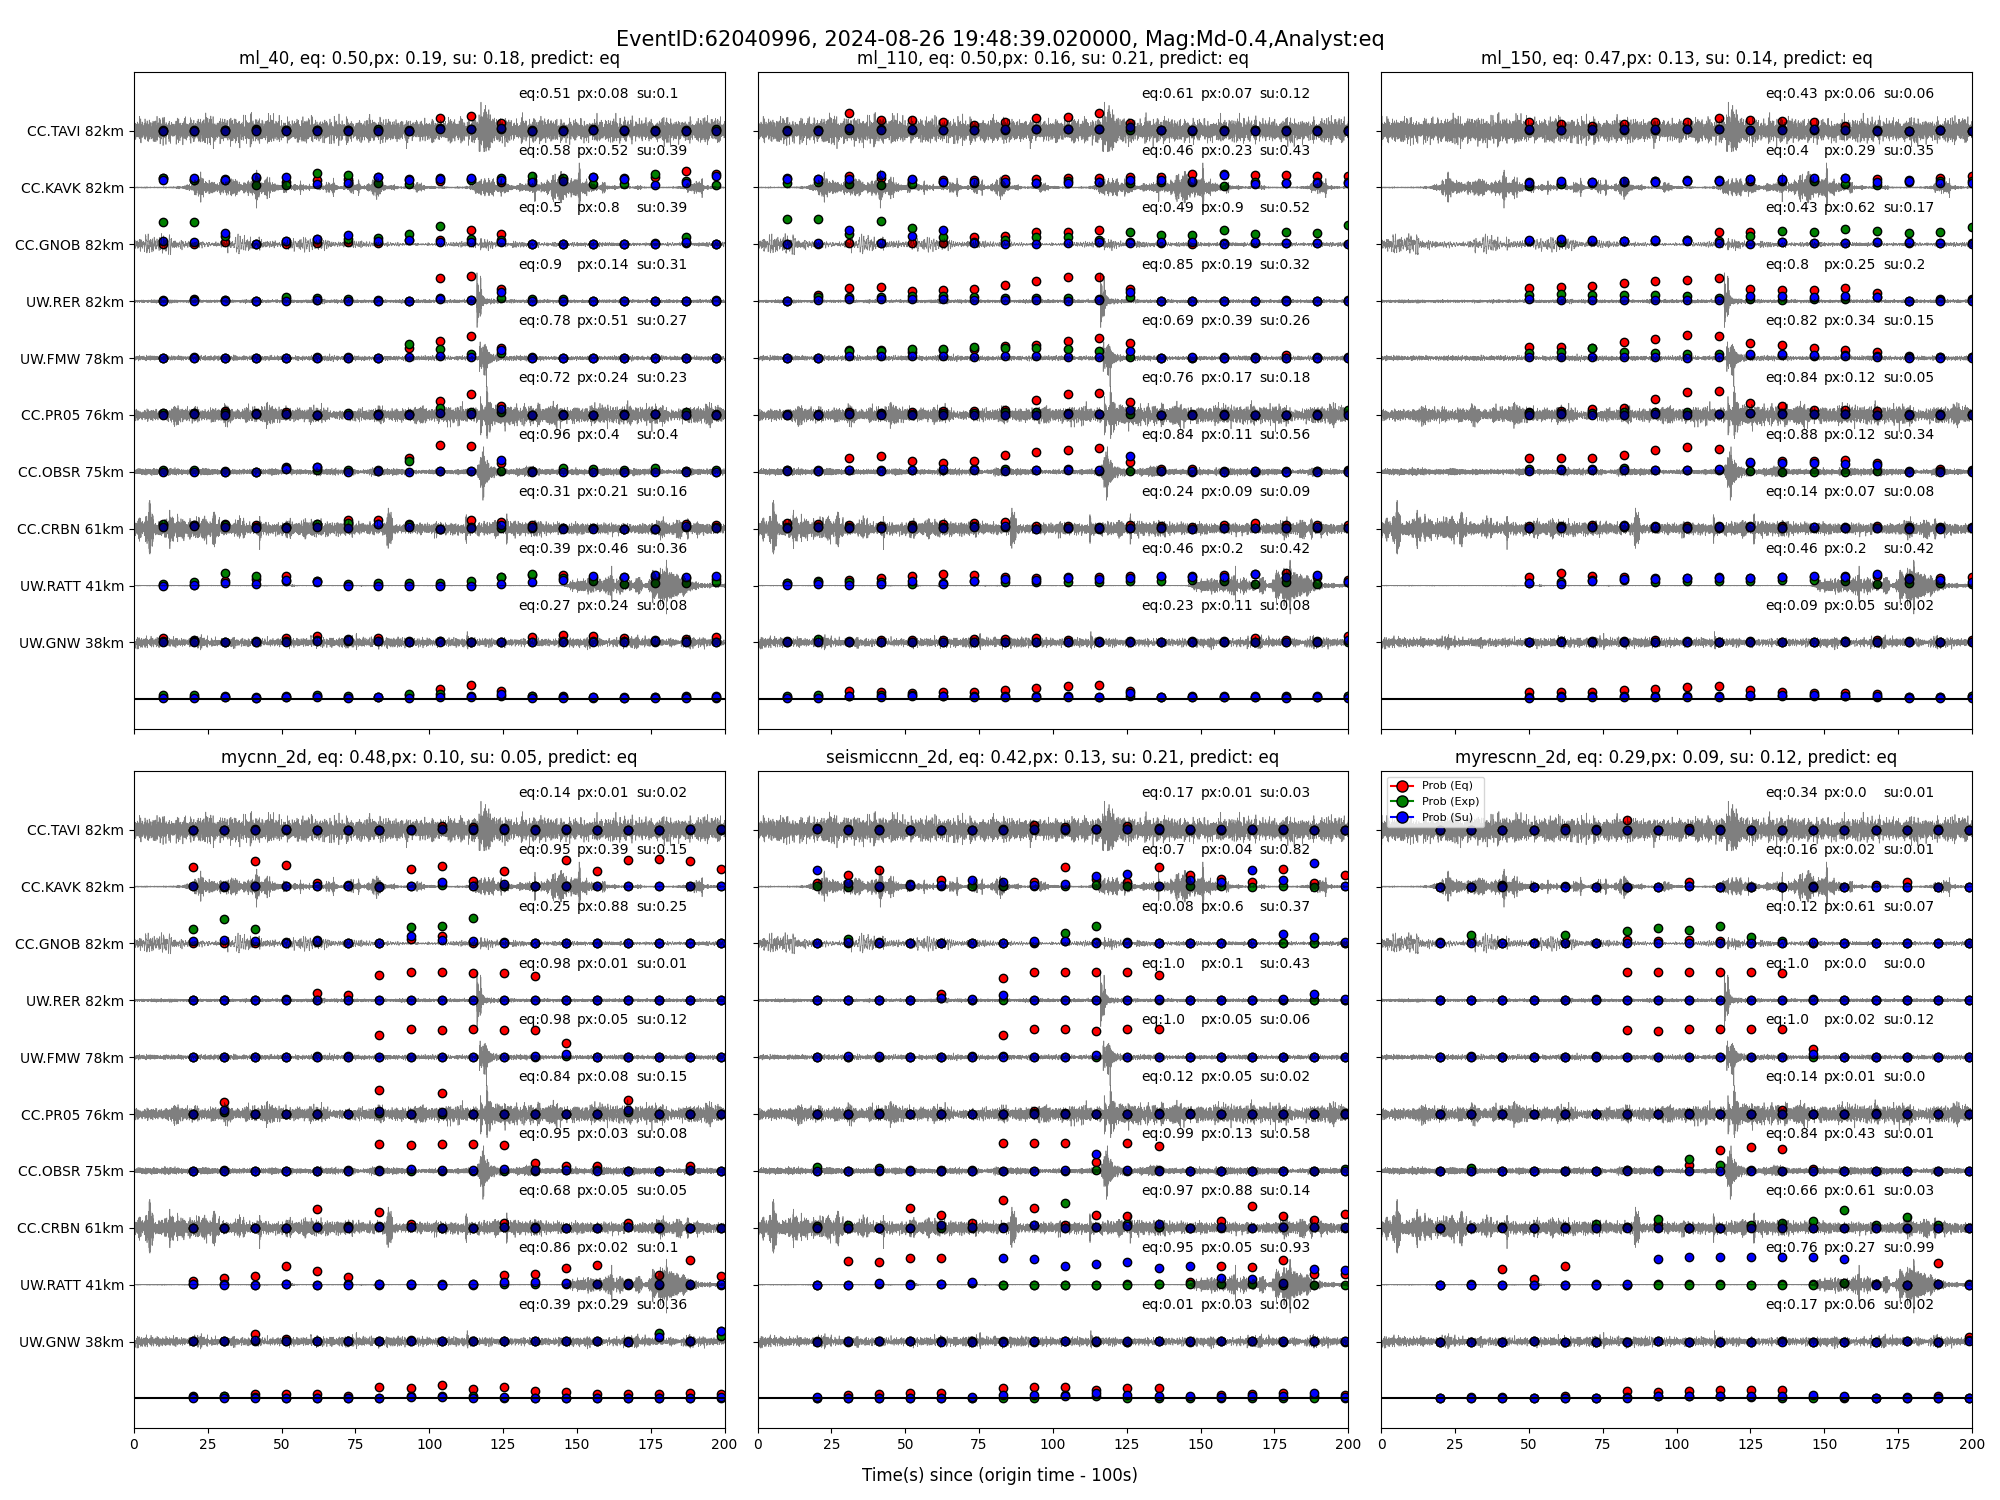 EventID:62040996, 2024-08-26 19:48:39.020000, Mag:Md-0.4,Analyst:eq
ml_40, eq: 0.50,px: 0.19, su: 0.18, predict: eq
CC.TAVI 82km
eq:0.51 px:0.08 su:0.1
CC.KAVK 82km
eq:0.58 px:0.52 su:0.39
CC.GNOB 82km
eq:0.5 px:0.8 su:0.39
UW.RER 82km
eq:0.9 px:0.14 su:0.31
UW.FMW 78km
eq:0.78 px:0.51 su:0.27
CC.PR05 76km
eq:0.72 px:0.24 su:0.23
CC.OBSR 75km
eq:0.96 px:0.4 su:0.4
CC.CRBN 61km
eq:0.31 px:0.21 su:0.16
UW.RATT 41km
eq:0.39 px:0.46 su:0.36
UW.GNW 38km
eq:0.27 px:0.24 su:0.08
ml_110, eq: 0.50,px: 0.16, su: 0.21, predict: eq
eq:0.61 px:0.07 su:0.12
eq:0.46 px:0.23 su:0.43
eq:0.49 px:0.9 su:0.52
eq:0.85 px:0.19 su:0.32
eq:0.69 px:0.39 su:0.26
eq:0.76 px:0.17 su:0.18
eq:0.84 px:0.11 su:0.56
eq:0.24 px:0.09 su:0.09
eq:0.46 px:0.2 su:0.42
eq:0.23 px:0.11 su:0.08
ml_150, eq: 0.47,px: 0.13, su: 0.14, predict: eq
eq:0.43 px:0.06 su:0.06
eq:0.4 px:0.29 su:0.35
eq:0.43 px:0.62 su:0.17
eq:0.8 px:0.25 su:0.2
eq:0.82 px:0.34 su:0.15
eq:0.84 px:0.12 su:0.05
eq:0.88 px:0.12 su:0.34
eq:0.14 px:0.07 su:0.08
eq:0.46 px:0.2 su:0.42
eq:0.09 px:0.05 su:0.02
mycnn_2d, eq: 0.48,px: 0.10, su: 0.05, predict: eq
CC.TAVI 82km
eq:0.14 px:0.01 su:0.02
CC.KAVK 82km
eq:0.95 px:0.39 su:0.15
CC.GNOB 82km
eq:0.25 px:0.88 su:0.25
UW.RER 82km
eq:0.98 px:0.01 su:0.01
UW.FMW 78km
eq:0.98 px:0.05 su:0.12
CC.PR05 76km
eq:0.84 px:0.08 su:0.15
CC.OBSR 75km
eq:0.95 px:0.03 su:0.08
CC.CRBN 61km
eq:0.68 px:0.05 su:0.05
UW.RATT 41km
eq:0.86 px:0.02 su:0.1
UW.GNW 38km
eq:0.39 px:0.29 su:0.36
0 25 50 75 100 125 150 175 200
seismiccnn_2d, eq: 0.42,px: 0.13, su: 0.21, predict: eq
eq:0.17 px:0.01 su:0.03
eq:0.7 px:0.04 su:0.82
eq:0.08 px:0.6 su:0.37
eq:1.0 px:0.1 su:0.43
eq:1.0 px:0.05 su:0.06
eq:0.12 px:0.05 su:0.02
eq:0.99 px:0.13 su:0.58
eq:0.97 px:0.88 su:0.14
eq:0.95 px:0.05 su:0.93
eq:0.01 px:0.03 su:0.02
0 25 50 75 100 125 150 175 200
myrescnn_2d, eq: 0.29,px: 0.09, su: 0.12, predict: eq
Prob (Eq)
Prob (Exp)
Prob (Su)
eq:0.34 px:0.0 su:0.01
eq:0.16 px:0.02 su:0.01
eq:0.12 px:0.61 su:0.07
eq:1.0 px:0.0 su:0.0
eq:1.0 px:0.02 su:0.12
eq:0.14 px:0.01 su:0.0
eq:0.84 px:0.43 su:0.01
eq:0.66 px:0.61 su:0.03
eq:0.76 px:0.27 su:0.99
eq:0.17 px:0.06 su:0.02
0 25 50 75 100 125 150 175 200
Time(s) since (origin time - 100s)